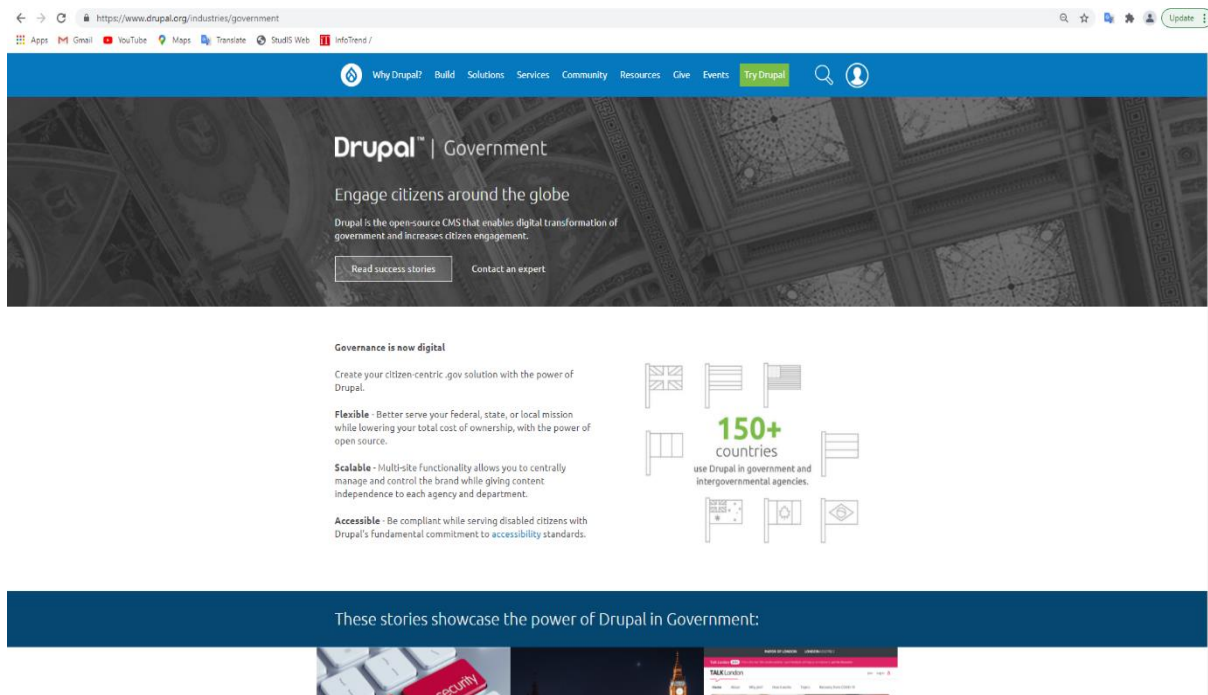 https://www.drupal.org/industries/government
Update
Apps Gmail YouTube Maps Translate StudIS Web InfoTrend /
Why Drupal? Build Solutions Services Community Resources Give Events Try Drupal
Drupal™ | Government
Engage citizens around the globe
Drupal is the open-source CMS that enables digital transformation of
government and increases citizen engagement.
Read success stories Contact an expert
Governance is now digital
Create your citizen-centric .gov solution with the power of
Drupal.
Flexible - Better serve your federal, state, or local mission
while lowering your total cost of ownership, with the power of
open source.
Scalable - Multi-site functionality allows you to centrally
manage and control the brand while giving content
independence to each agency and department.
Accessible - Be compliant while serving disabled citizens with
Drupal's fundamental commitment to accessibility standards.
150+
countries
use Drupal in government and
intergovernmental agencies.
These stories showcase the power of Drupal in Government:
security
MAYOR OF LONDON
TALK London
Home About